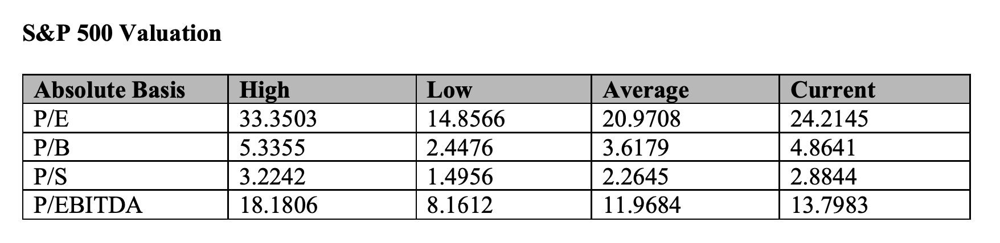 S&P 500 Valuation
Absolute Basis High Low Average Current
P/E 33.3503 14.8566 20.9708 24.2145
P/B 5.3355 2.4476 3.6179 4.8641
P/S 3.2242 1.4956 2.2645 2.8844
P/EBITDA 18.1806 8.1612 11.9684 13.7983